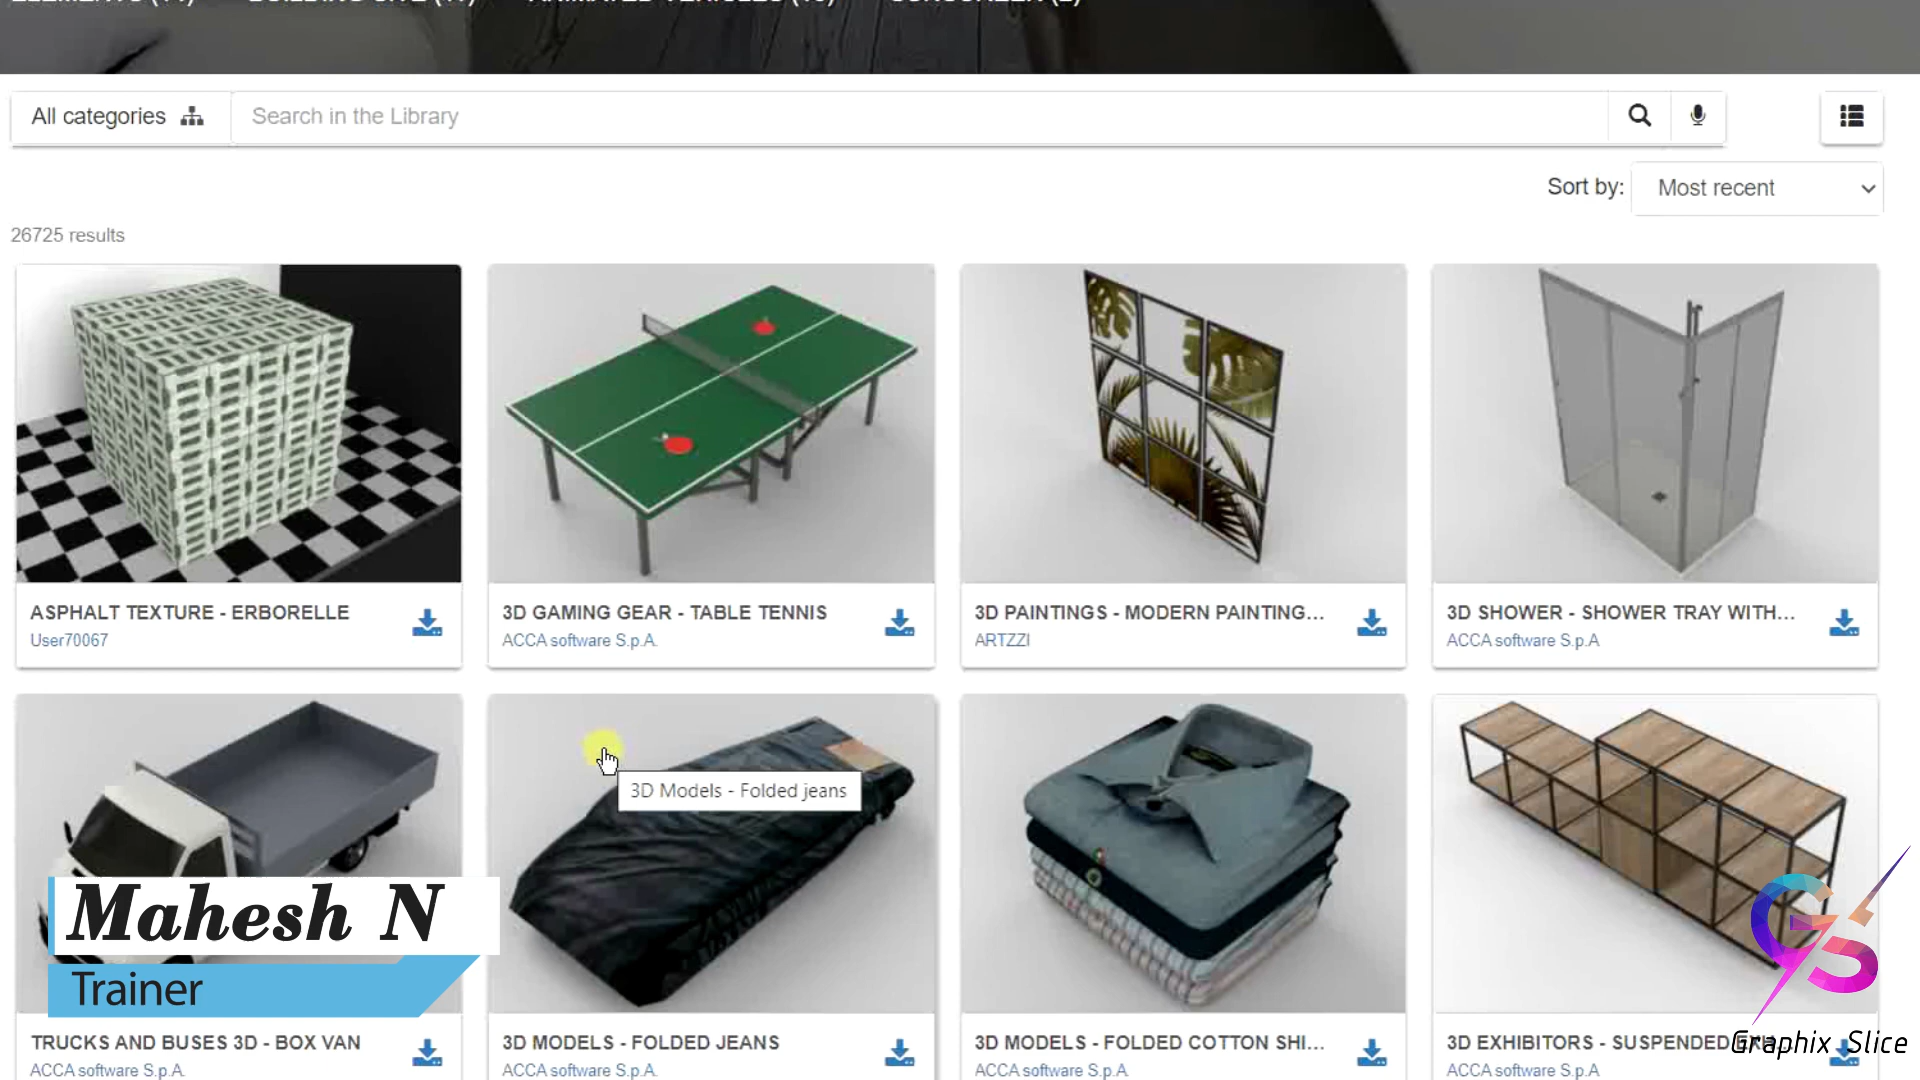 All categories
Search in the Library
Sort by: Most recent
26725 results
ASPHALT TEXTURE - ERBORELLE
User70067
3D GAMING GEAR - TABLE TENNIS
ACCA software S.p.A.
3D PAINTINGS - MODERN PAINTING...
ARTZZI
3D SHOWER - SHOWER TRAY WITH...
ACCA software S.p.A
3D Models - Folded jeans
Mahesh N
Trainer
TRUCKS AND BUSES 3D - BOX VAN
ACCA software S.p.A.
3D MODELS - FOLDED JEANS
ACCA software S.p.A.
3D MODELS - FOLDED COTTON SHI...
ACCA software S.p.A.
3D EXHIBITORS - SUSPENDED
ACCA software S.p.A
GS
Graphix Slice